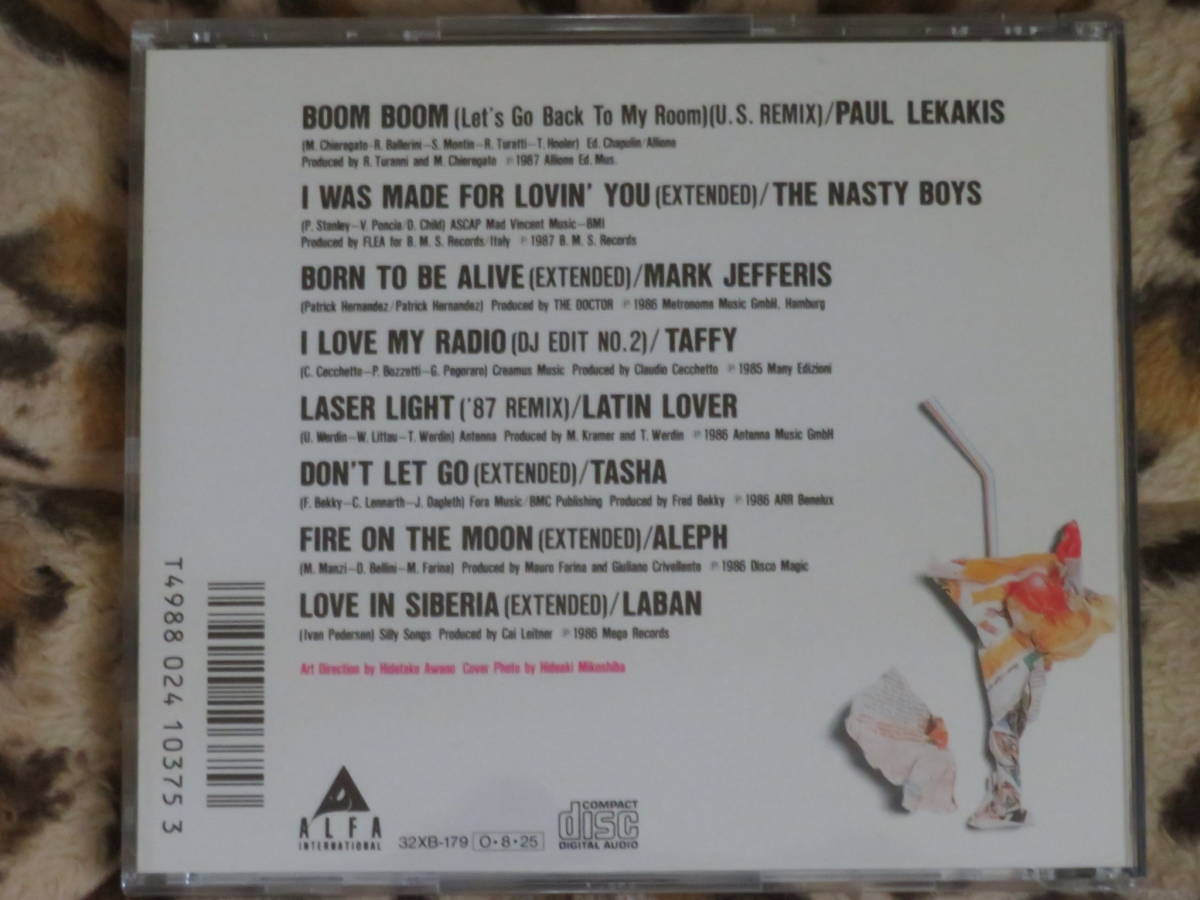 BOOM BOOM (Let's Go Back To My Room)(U.S. REMIX)/PAUL LEKAKIS
(M. Chieregato-R. Ballerini-S. Montin-R. Turatti-T. Hooler) Ed. Chapulin/Allione
Produced by R. Turanni and M. Chieregato ℗1987 Allione Ed. Mus.
I WAS MADE FOR LOVIN' YOU (EXTENDED)/THE NASTY BOYS
(P. Stanley-V. Poncia/D. Child) ASCAP Mad Vincent Music-BMI
Produced by FLEA for B. M. S. Records/Italy ℗1987 B. M. S. Records
BORN TO BE ALIVE (EXTENDED)/MARK JEFFERIS
(Patrick Hernandez/Patrick Hernandez) Produced by THE DOCTOR ℗1986 Metronome Music GmbH. Hamburg
I LOVE MY RADIO (DJ EDIT NO.2)/TAFFY
(C. Cecchetto-P. Bozzetti-G. Pegoraro) Creamus Music Produced by Claudio Cecchetto ℗1985 Many Edizioni
LASER LIGHT ('87 REMIX)/LATIN LOVER
(U. Werdin-W. Littau-T. Werdin) Antenna Produced by M. Kramer and T. Werdin ℗1986 Antenna Music GmbH
DON'T LET GO (EXTENDED)/TASHA
(F. Bekky-C. Lennarth-J. Dagleth) Fora Music/BMC Publishing Produced by Fred Bekky ℗1986 ARR Benelux
FIRE ON THE MOON (EXTENDED)/ALEPH
(M. Manzi-D. Bellini-M. Farina) Produced by Mauro Farina and Giuliano Crivellente ℗1986 Disco Magic
LOVE IN SIBERIA (EXTENDED)/LABAN
(Ivan Pedersen) Silly Songs Produced by Cai Leitner ℗1986 Mega Records
Art Direction by Hidetaka Awano Cover Photo by Hideaki Mikoshiba
T4988 024 10375 3
ALFA
INTERNATIONAL
32XB-179 O・8・25
COMPACT
disc
DIGITAL AUDIO